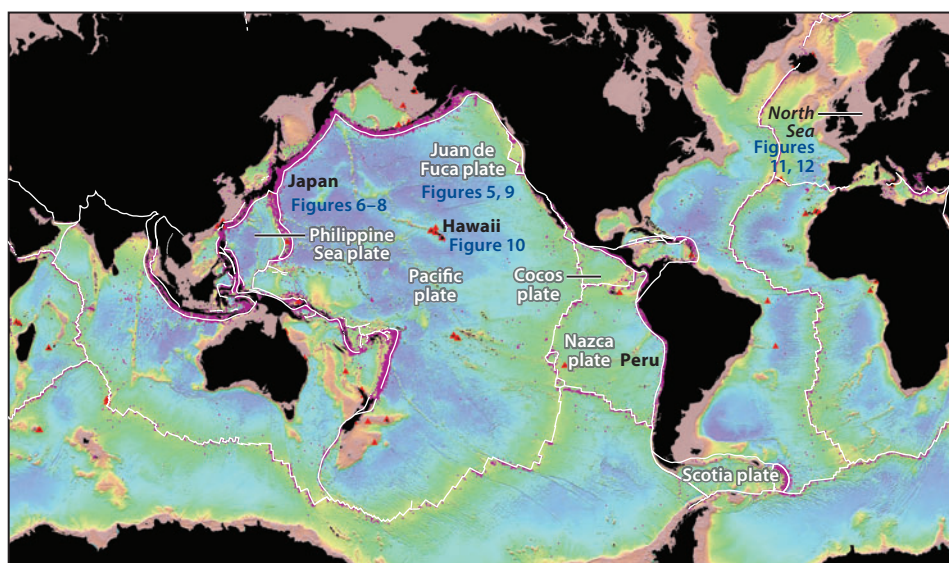 North
Sea
Figures
11, 12
Juan de
Fuca plate
Figures 5, 9
Japan
Figures 6–8
Hawaii
Figure 10
Philippine
Sea plate
Pacific
plate
Cocos
plate
Nazca
plate
Peru
Scotia plate